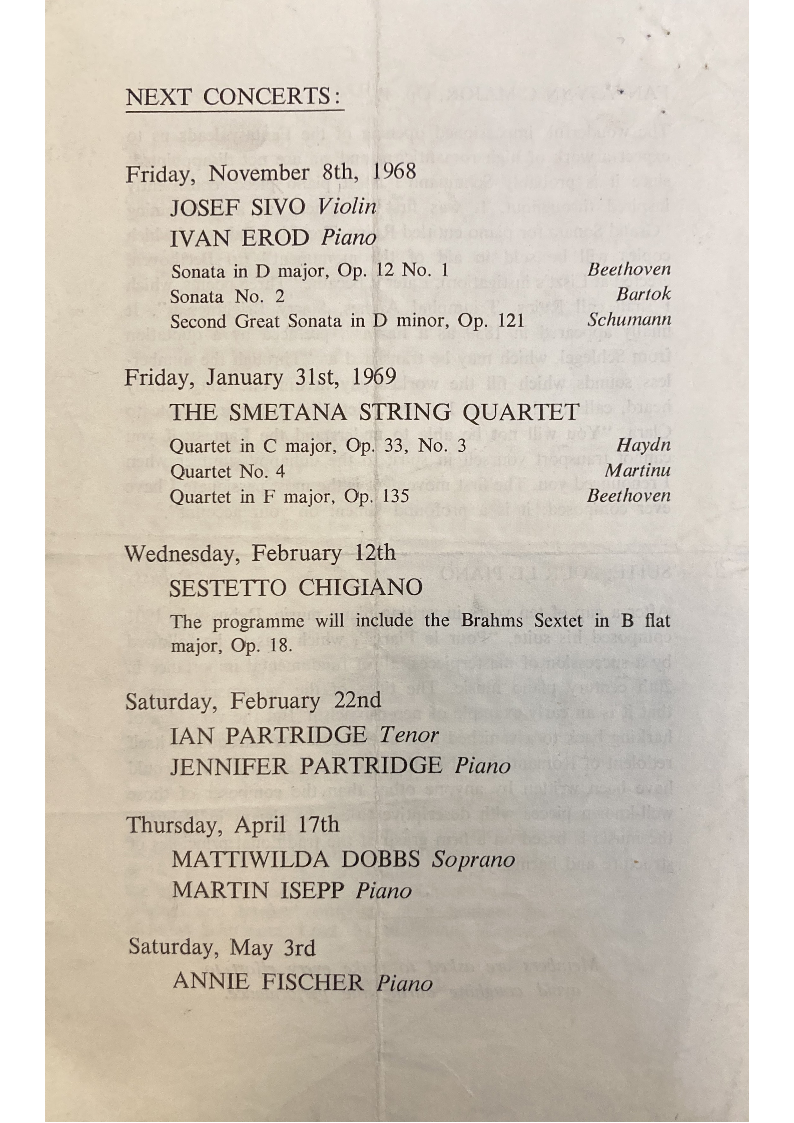 NEXT CONCERTS:
Friday, November 8th, 1968
JOSEF SIVO Violin
IVAN EROD Piano
Sonata in D major, Op. 12 No. 1 Beethoven
Sonata No. 2 Bartok
Second Great Sonata in D minor, Op. 121 Schumann
Friday, January 31st, 1969
THE SMETANA STRING QUARTET
Quartet in C major, Op. 33, No. 3 Haydn
Quartet No. 4 Martinu
Quartet in F major, Op. 135 Beethoven
Wednesday, February 12th
SESTETTO CHIGIANO
The programme will include the Brahms Sextet in B flat
major, Op. 18.
Saturday, February 22nd
IAN PARTRIDGE Tenor
JENNIFER PARTRIDGE Piano
Thursday, April 17th
MATTIWILDA DOBBS Soprano
MARTIN ISEPP Piano
Saturday, May 3rd
ANNIE FISCHER Piano